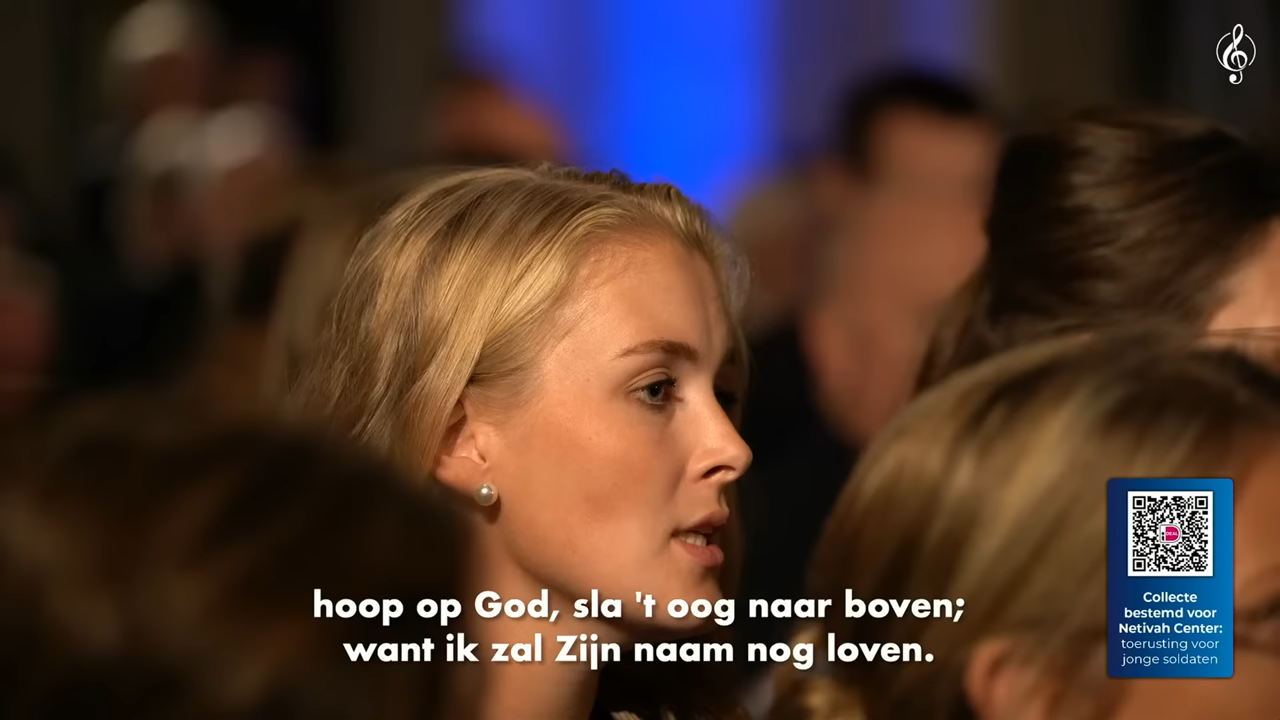 hoop op God, sla 't oog naar boven;
want ik zal Zijn naam nog loven.
DEAL
Collecte
bestemd voor
Netivah Center:
toerusting voor
jonge soldaten